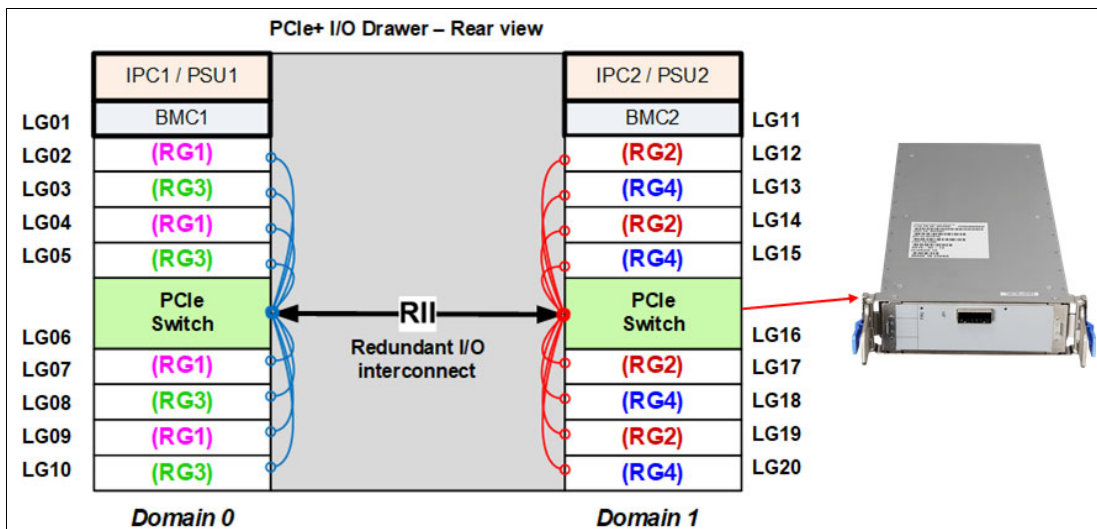 PCIe+ I/O Drawer – Rear view
IPC1 / PSU1
IPC2 / PSU2
LG01
BMC1
BMC2
LG11
LG02
(RG1)
(RG2)
LG12
LG03
(RG3)
(RG4)
LG13
LG04
(RG1)
(RG2)
LG14
LG05
(RG3)
(RG4)
LG15
PCIe
Switch
RII
PCIe
Switch
LG06
Redundant I/O
interconnect
LG16
LG07
(RG1)
(RG2)
LG17
LG08
(RG3)
(RG4)
LG18
LG09
(RG1)
(RG2)
LG19
LG10
(RG3)
(RG4)
LG20
Domain 0
Domain 1